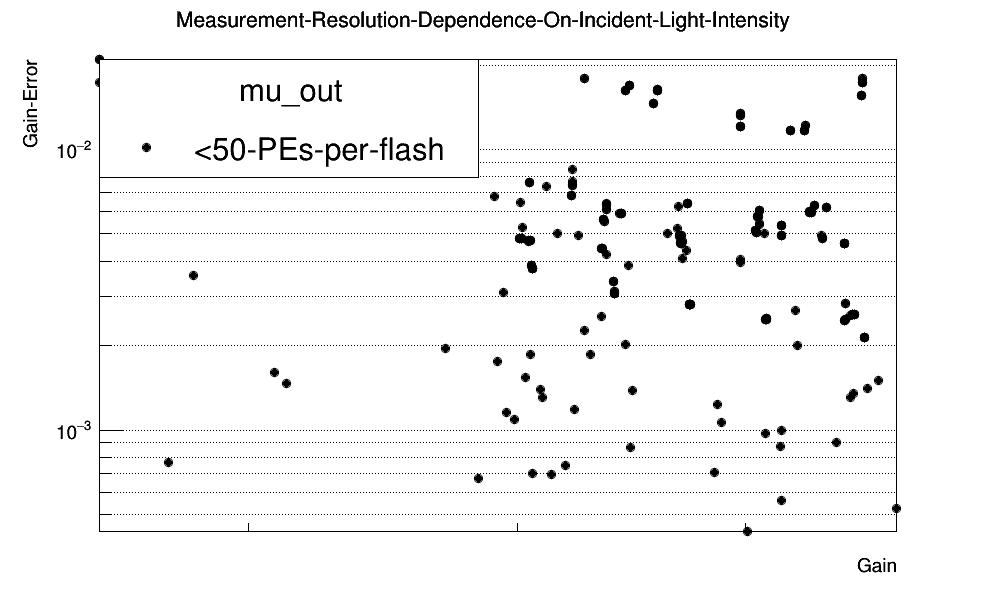 Measurement-Resolution-Dependence-On-Incident-Light-Intensity
Gain-Error
mu_out
<50-PEs-per-flash
10⁻²
10⁻³
Gain